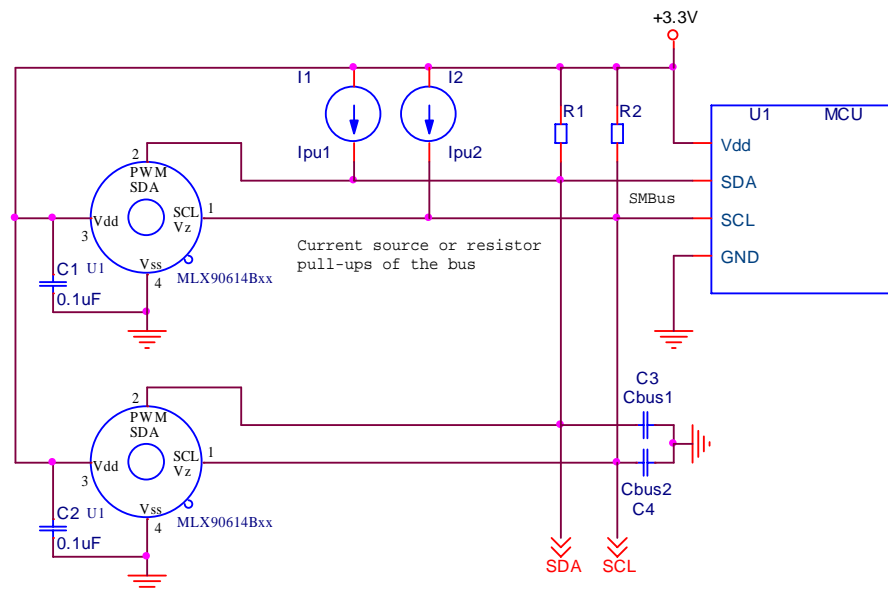 +3.3V
I1
I2
R1
R2
U1
MCU
Ipu1
Ipu2
Vdd
2
PWM
SDA
SDA
SMBus
SCL
Vz
1
SCL
Vdd
3
Current source or resistor
pull-ups of the bus
GND
C1
U1
Vss
4
MLX90614Bxx
0.1uF
C3
Cbus1
2
PWM
SDA
SCL
Vz
1
Vdd
3
Cbus2
C4
C2
U1
Vss
4
MLX90614Bxx
0.1uF
SDA
SCL